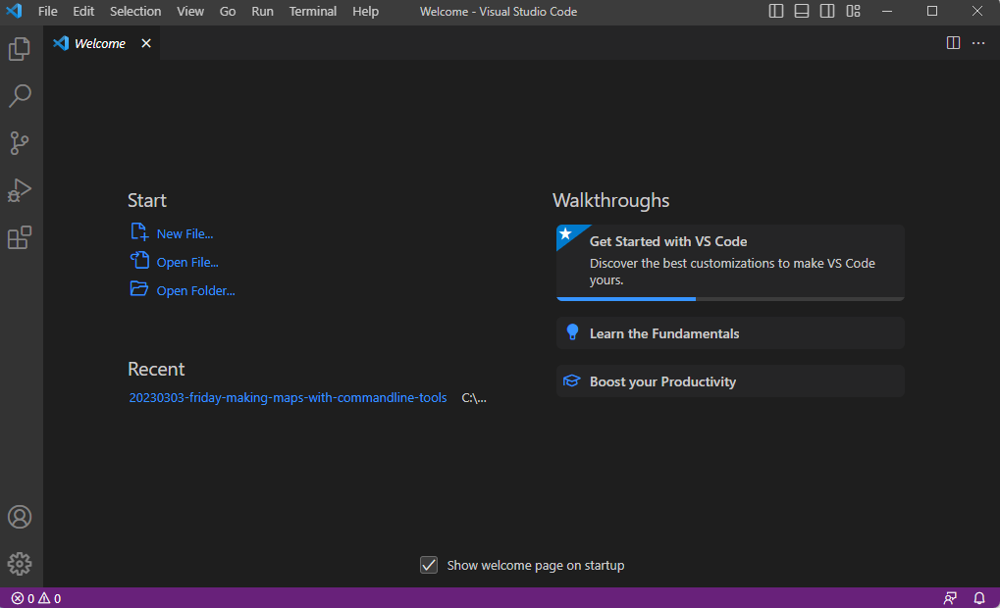 File Edit Selection View Go Run Terminal Help Welcome - Visual Studio Code
Welcome
Start
New File...
Open File...
Open Folder...
Recent
20230303-friday-making-maps-with-commandline-tools C:\...
Walkthroughs
Get Started with VS Code
Discover the best customizations to make VS Code
yours.
Learn the Fundamentals
Boost your Productivity
Show welcome page on startup
0 0